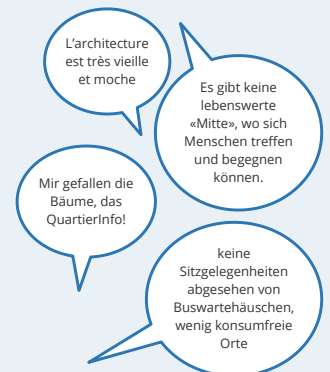 L'architecture
est très vieille
et moche
Es gibt keine
lebenswerte
«Mitte», wo sich
Menschen treffen
und begegnen
können.
Mir gefallen die
Bäume, das
QuartierInfo!
keine
Sitzgelegenheiten
abgesehen von
Buswartehäuschen,
wenig konsumfreie
Orte